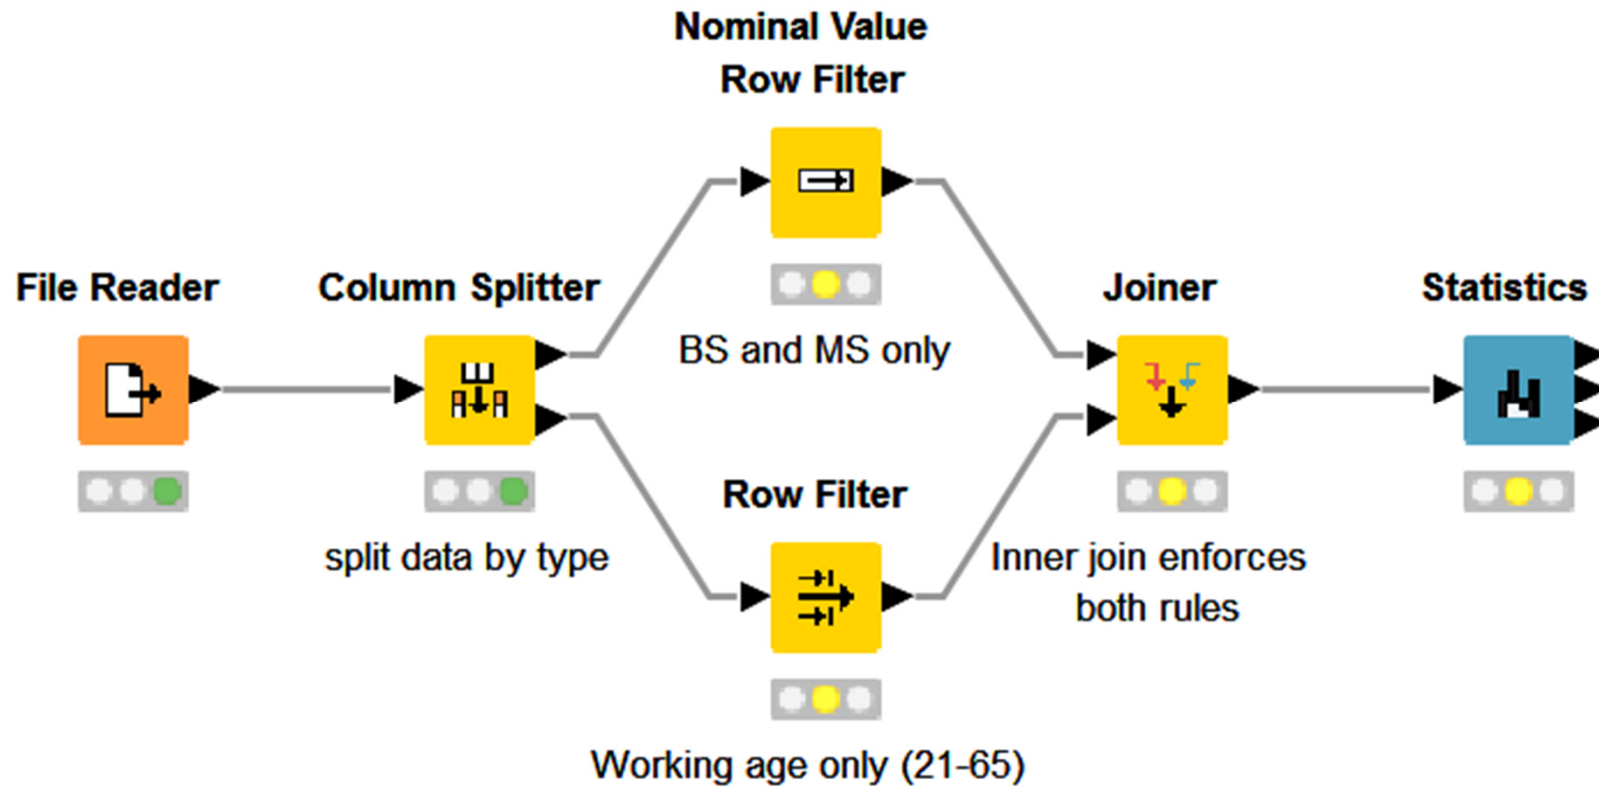 Nominal Value
Row Filter
File Reader
Column Splitter
BS and MS only
Joiner
Statistics
split data by type
Row Filter
Inner join enforces
both rules
Working age only (21-65)